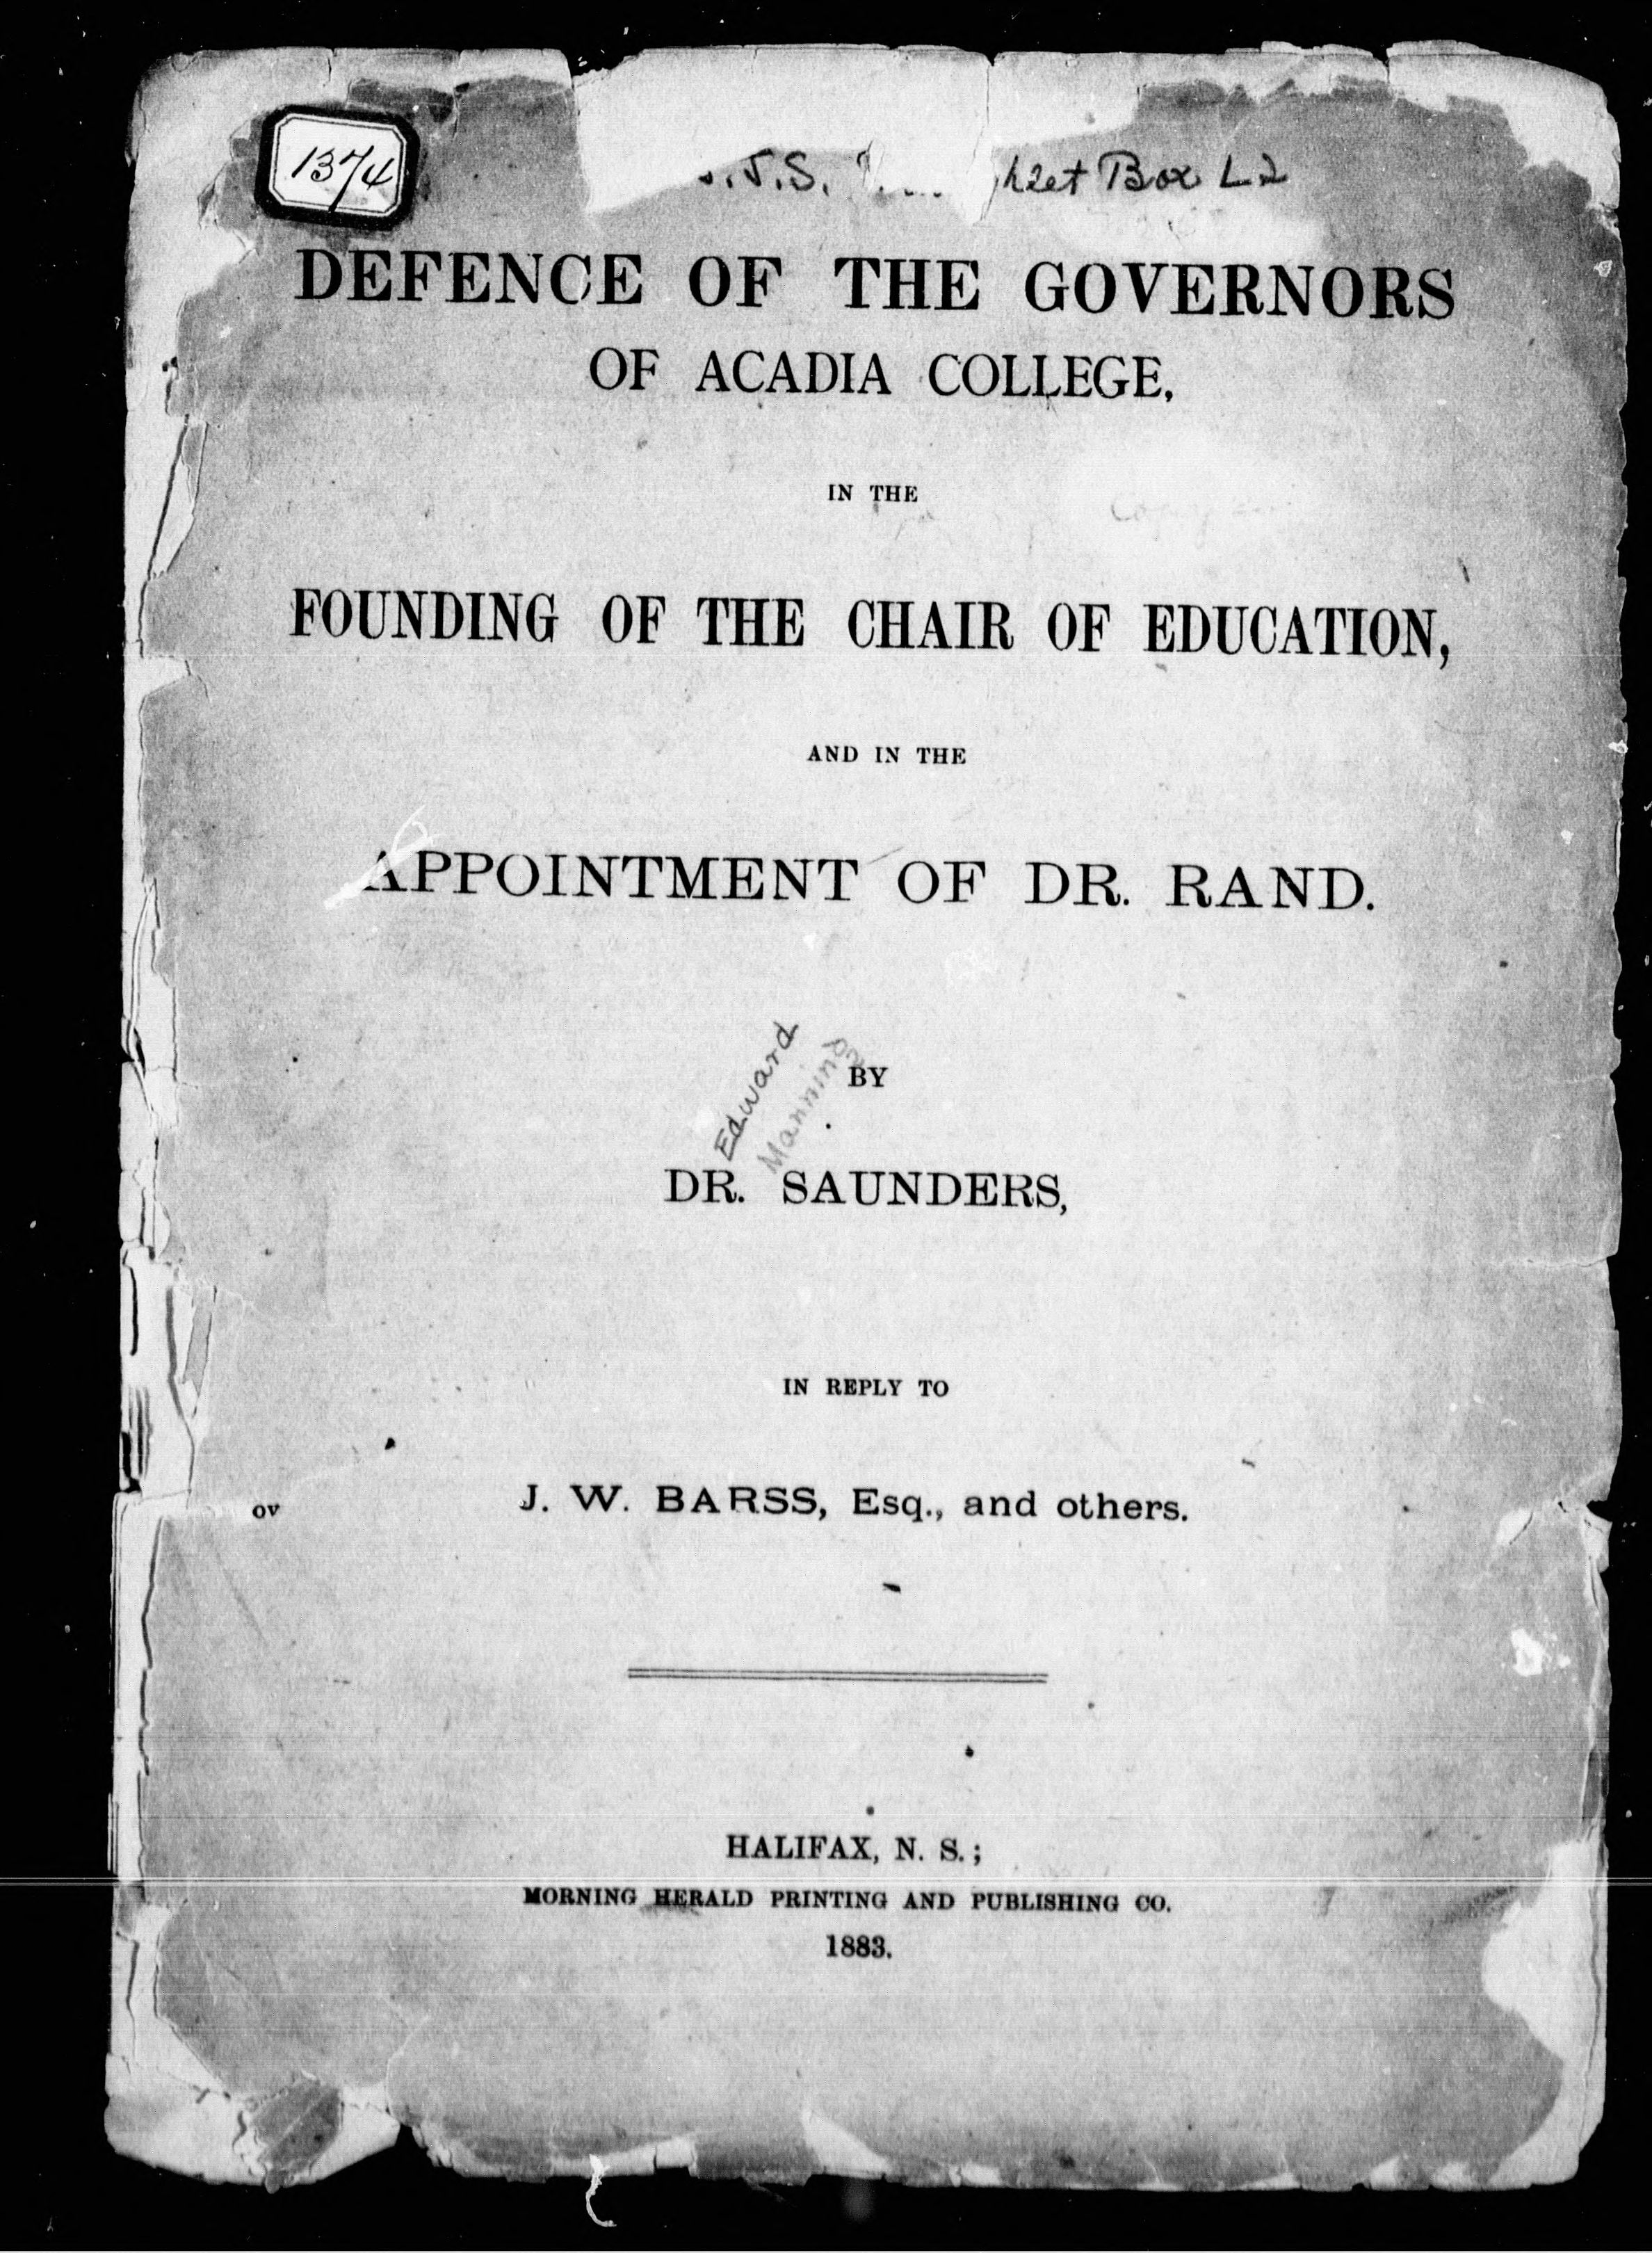 1374
J.S. Box L2
DEFENCE OF THE GOVERNORS
OF ACADIA COLLEGE,
IN THE
FOUNDING OF THE CHAIR OF EDUCATION,
AND IN THE
APPOINTMENT OF DR. RAND.
BY
Edward Manning
DR. SAUNDERS,
IN REPLY TO
ov
J. W. BARSS, Esq., and others.
HALIFAX, N. S.;
MORNING HERALD PRINTING AND PUBLISHING CO.
1883.